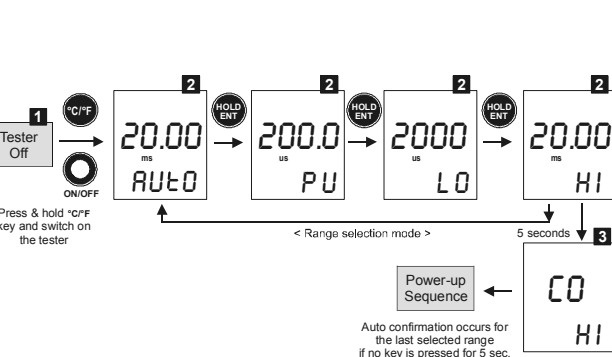 2
2
2
2
1
°C/°F
HOLD ENT
HOLD ENT
HOLD ENT
Tester
Off
20.00
ms
AUtO
200.0
us
PU
2000
us
LO
20.00
ms
HI
ON/OFF
Press & hold °C/°F
key and switch on
the tester
< Range selection mode >
5 seconds
3
CO
HI
Power-up
Sequence
Auto confirmation occurs for
the last selected range
if no key is pressed for 5 sec.